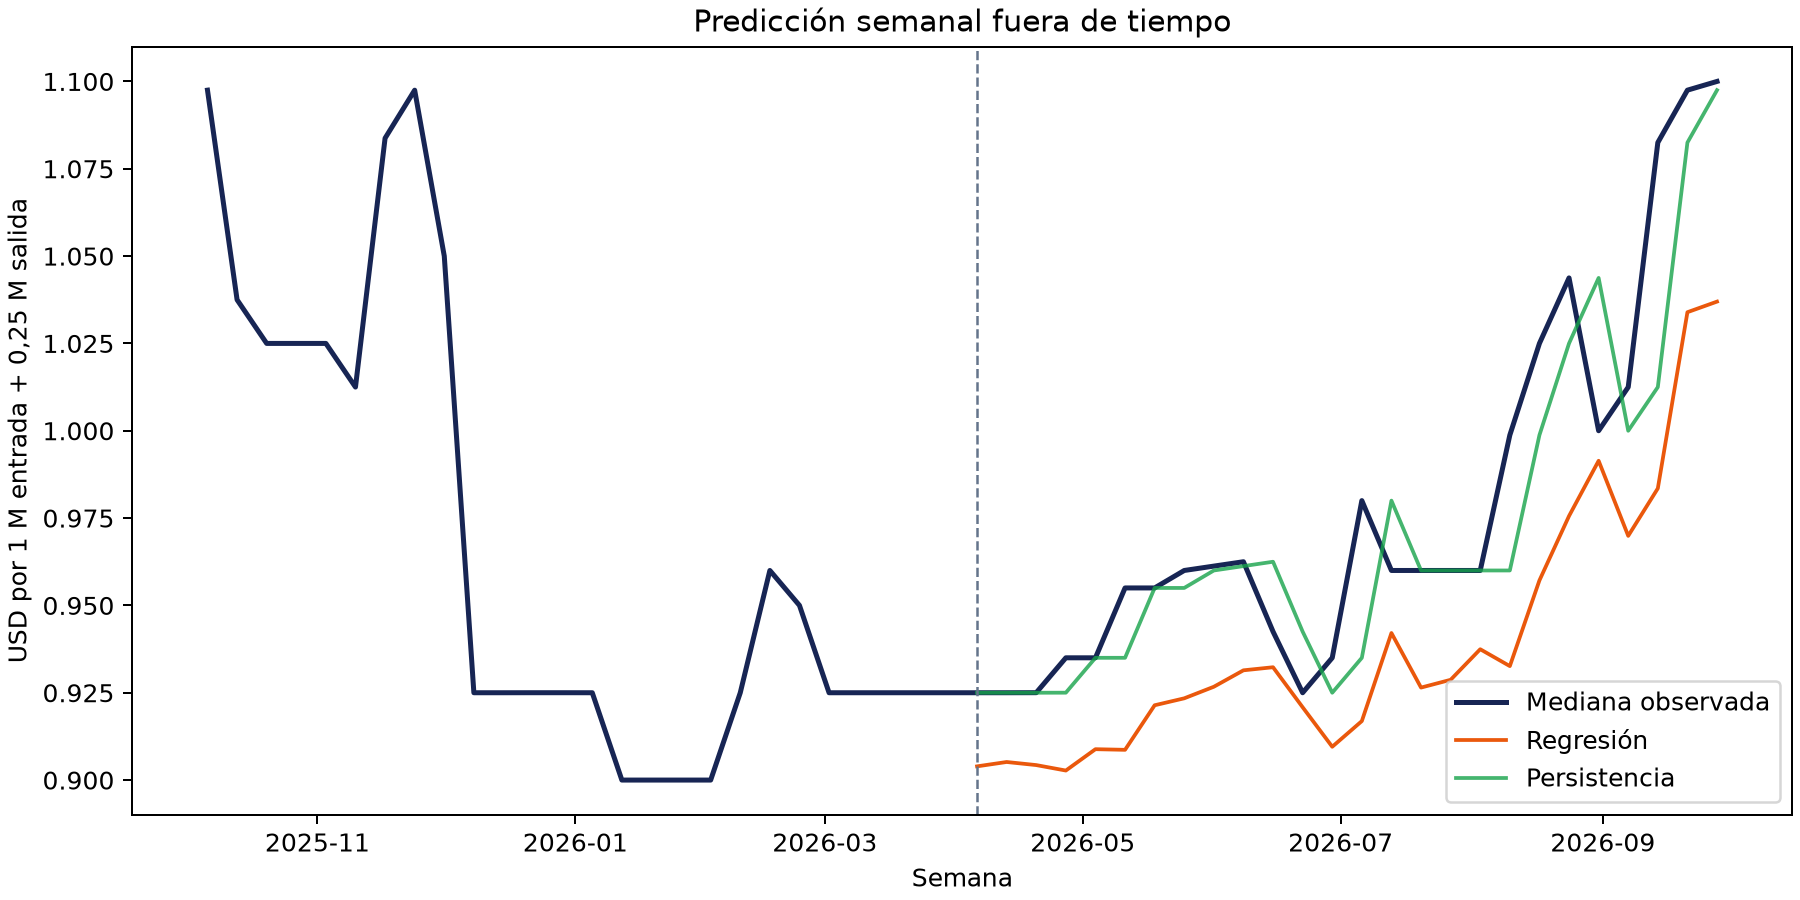 Predicción semanal fuera de tiempo
USD por 1 M entrada + 0,25 M salida
1.100
1.075
1.050
1.025
1.000
0.975
0.950
0.925
0.900
Mediana observada
Regresión
Persistencia
2025-11
2026-01
2026-03
2026-05
2026-07
2026-09
Semana